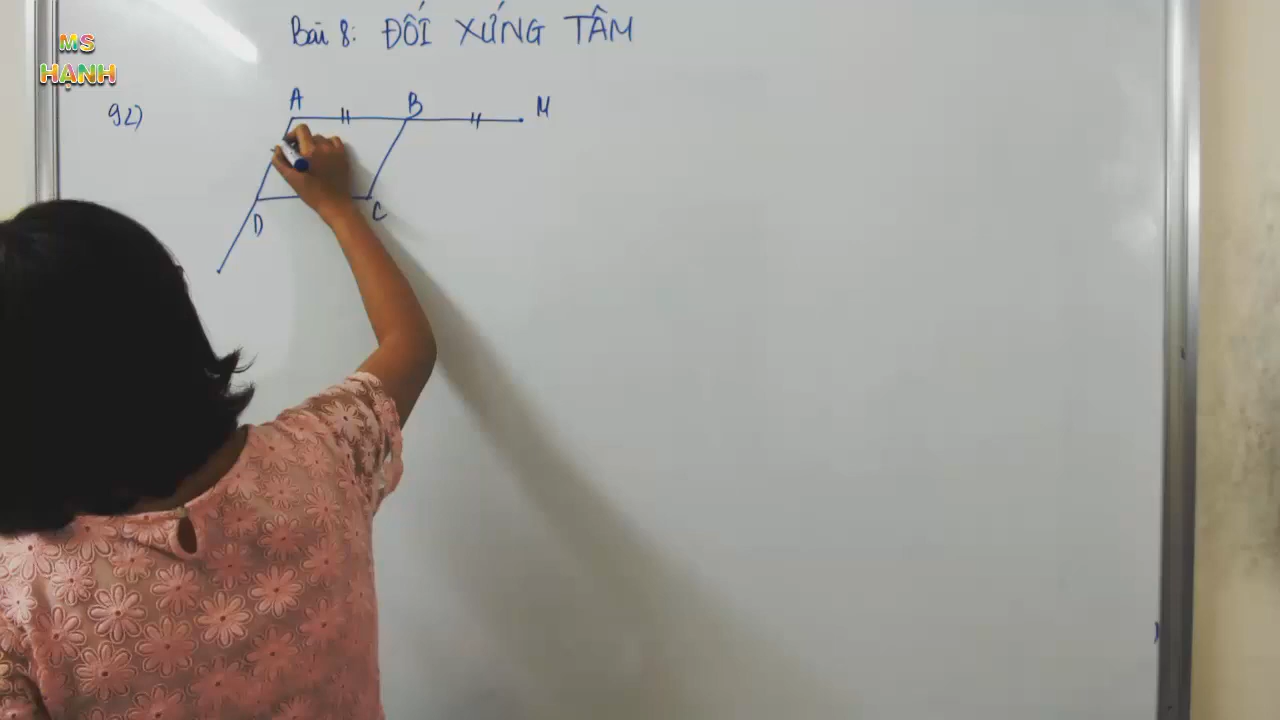 MS
HẠNH
Bài 8: ĐỐI XỨNG TÂM
92)
A
B
M
D
C